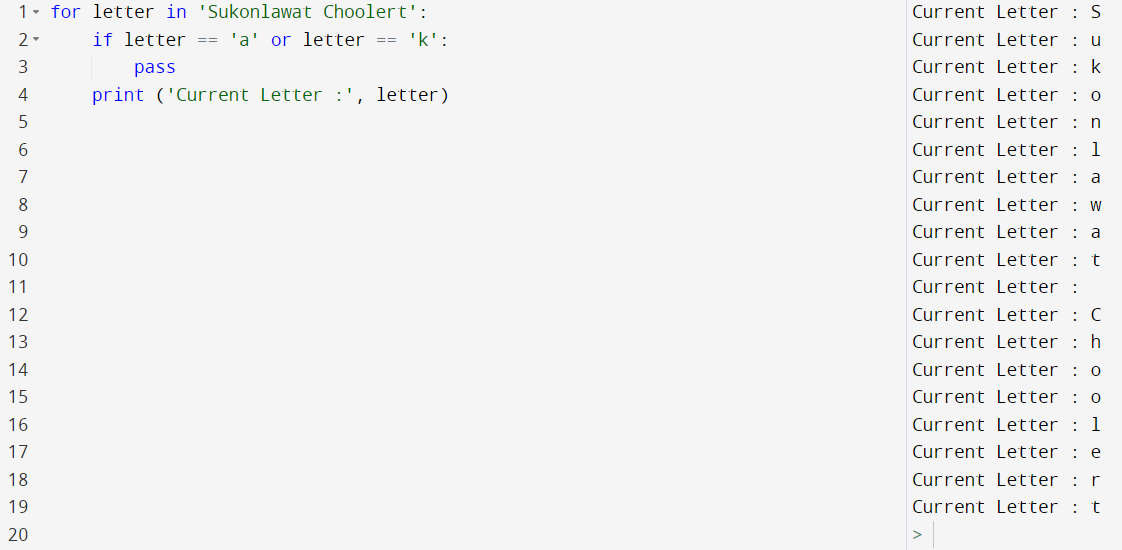 1 for letter in 'Sukonlawat Choolert':
2     if letter == 'a' or letter == 'k':
3         pass
4     print ('Current Letter :', letter)
5
6
7
8
9
10
11
12
13
14
15
16
17
18
19
20
Current Letter : S
Current Letter : u
Current Letter : k
Current Letter : o
Current Letter : n
Current Letter : l
Current Letter : a
Current Letter : w
Current Letter : a
Current Letter : t
Current Letter :
Current Letter : C
Current Letter : h
Current Letter : o
Current Letter : o
Current Letter : l
Current Letter : e
Current Letter : r
Current Letter : t
>